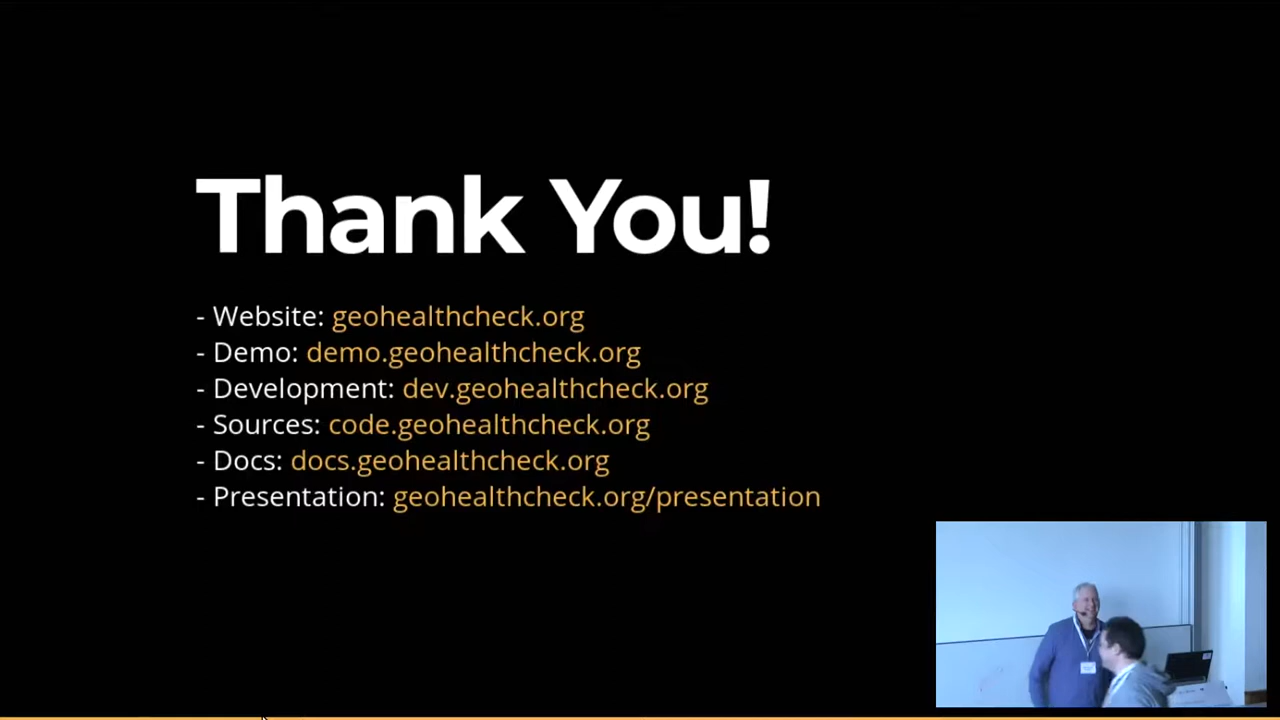 Thank You!
- Website: geohealthcheck.org
- Demo: demo.geohealthcheck.org
- Development: dev.geohealthcheck.org
- Sources: code.geohealthcheck.org
- Docs: docs.geohealthcheck.org
- Presentation: geohealthcheck.org/presentation